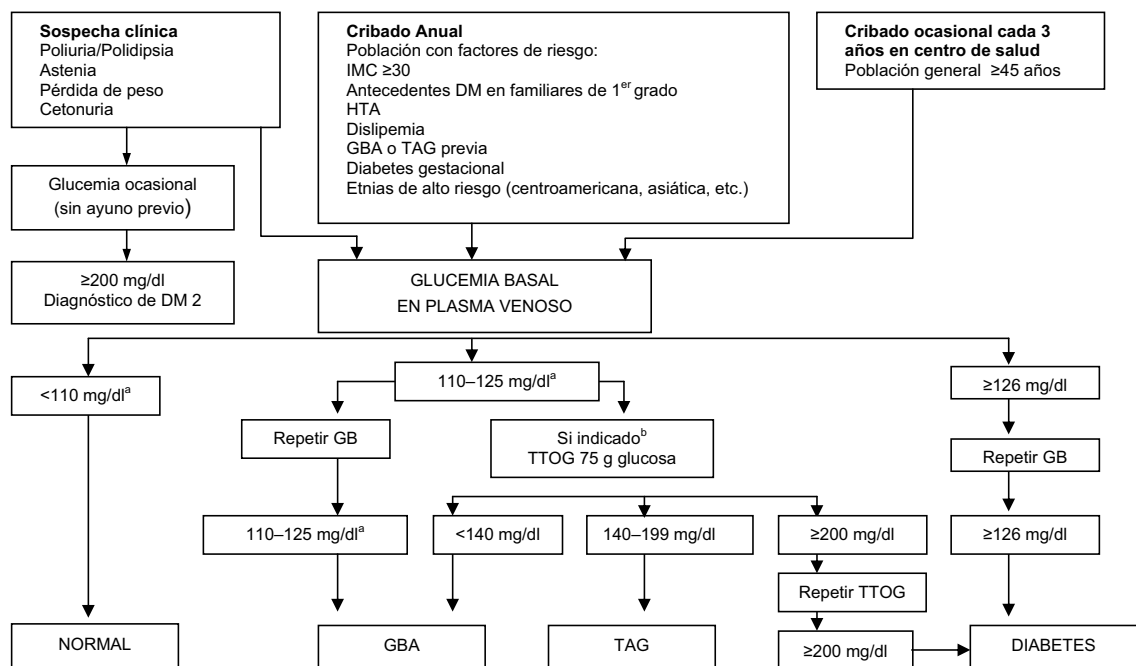 Sospecha clínica
Poliuria/Polidipsia
Astenia
Pérdida de peso
Cetonuria
Cribado Anual
Población con factores de riesgo:
IMC ≥30
Antecedentes DM en familiares de 1er grado
HTA
Dislipemia
GBA o TAG previa
Diabetes gestacional
Etnias de alto riesgo (centroamericana, asiática, etc.)
Cribado ocasional cada 3
años en centro de salud
Población general ≥45 años
Glucemia ocasional
(sin ayuno previo)
≥200 mg/dl
Diagnóstico de DM 2
GLUCEMIA BASAL
EN PLASMA VENOSO
<110 mg/dla
110–125 mg/dla
≥126 mg/dl
Repetir GB
Si indicadob
TTOG 75 g glucosa
Repetir GB
110–125 mg/dla
<140 mg/dl
140–199 mg/dl
≥200 mg/dl
≥126 mg/dl
Repetir TTOG
NORMAL
GBA
TAG
≥200 mg/dl
DIABETES